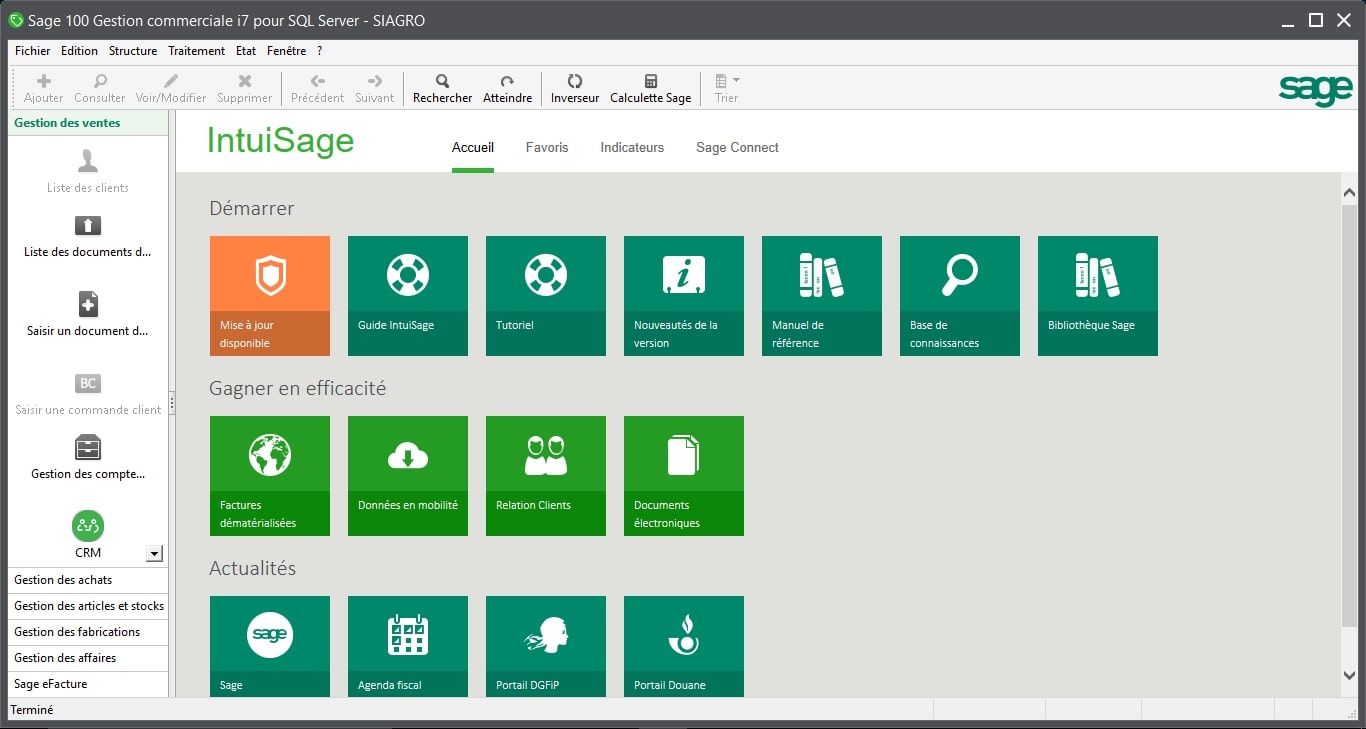 Sage 100 Gestion commerciale i7 pour SQL Server - SIAGRO
Fichier Edition Structure Traitement Etat Fenêtre ?
Ajouter Consulter Voir/Modifier Supprimer Précédent Suivant Rechercher Atteindre Inverseur Calculette Sage Trier
sage
Gestion des ventes
Liste des clients
Liste des documents d...
Saisir un document d...
BC
Saisir une commande client
Gestion des compte...
CRM
Gestion des achats
Gestion des articles et stocks
Gestion des fabrications
Gestion des affaires
Sage eFacture
IntuiSage
Accueil Favoris Indicateurs Sage Connect
Démarrer
Mise à jour
disponible
Guide IntuiSage
Tutoriel
Nouveautés de la
version
Manuel de
référence
Base de
connaissances
Bibliothèque Sage
Gagner en efficacité
Factures
dématérialisées
Données en mobilité
Relation Clients
Documents
électroniques
Actualités
sage
Sage
Agenda fiscal
Portail DGFiP
Portail Douane
Terminé